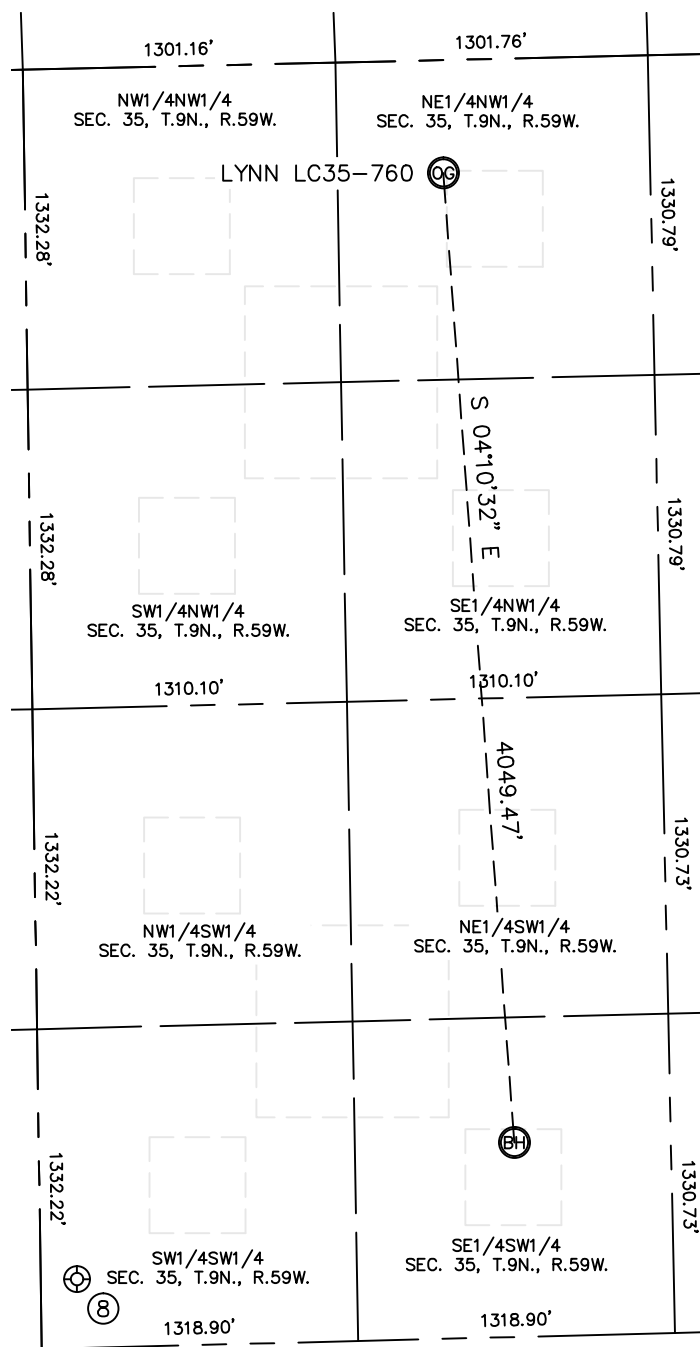 1301.16'
1301.76'
NW1/4NW1/4
SEC. 35, T.9N., R.59W.
NE1/4NW1/4
SEC. 35, T.9N., R.59W.
LYNN LC35-760
OG
1332.28'
1330.79'
S 04°10'32" E
1332.28'
1330.79'
SW1/4NW1/4
SEC. 35, T.9N., R.59W.
SE1/4NW1/4
SEC. 35, T.9N., R.59W.
1310.10'
1310.10'
4049.47'
1332.22'
1330.73'
NW1/4SW1/4
SEC. 35, T.9N., R.59W.
NE1/4SW1/4
SEC. 35, T.9N., R.59W.
BH
1332.22'
1330.73'
SW1/4SW1/4
SEC. 35, T.9N., R.59W.
SE1/4SW1/4
SEC. 35, T.9N., R.59W.
8
1318.90'
1318.90'